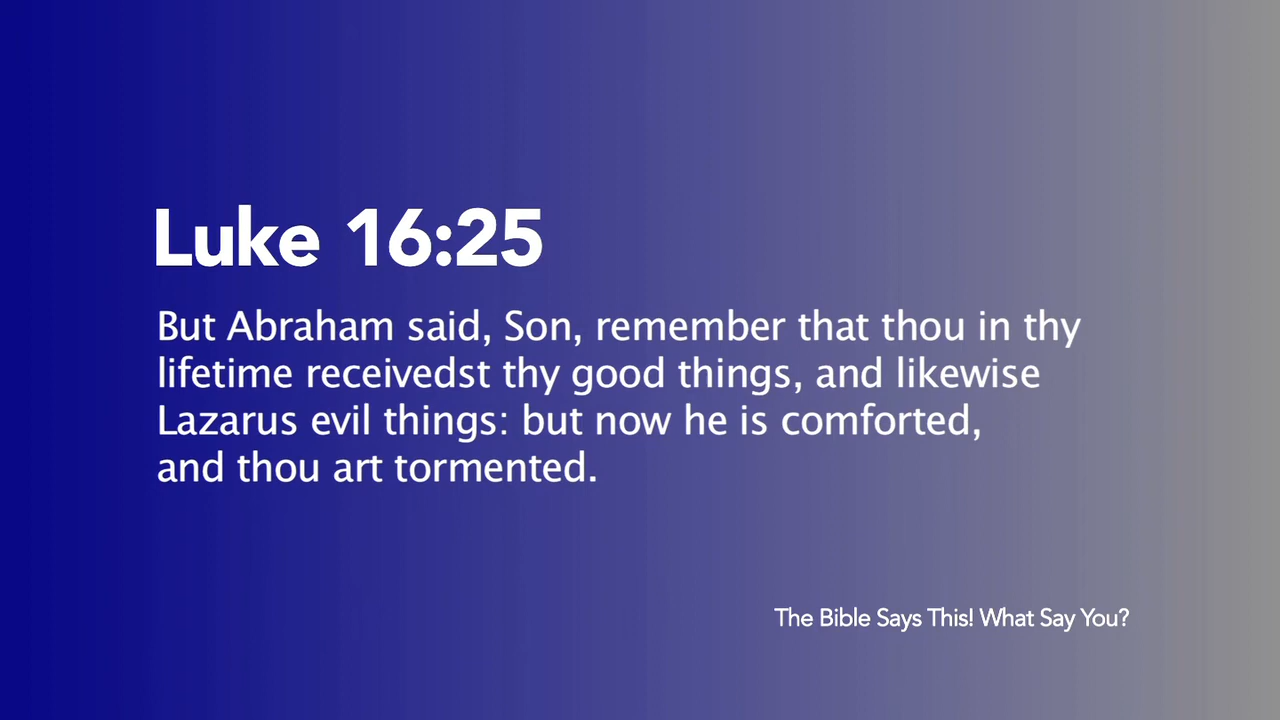 Luke 16:25
But Abraham said, Son, remember that thou in thy
lifetime receivedst thy good things, and likewise
Lazarus evil things: but now he is comforted,
and thou art tormented.
The Bible Says This! What Say You?